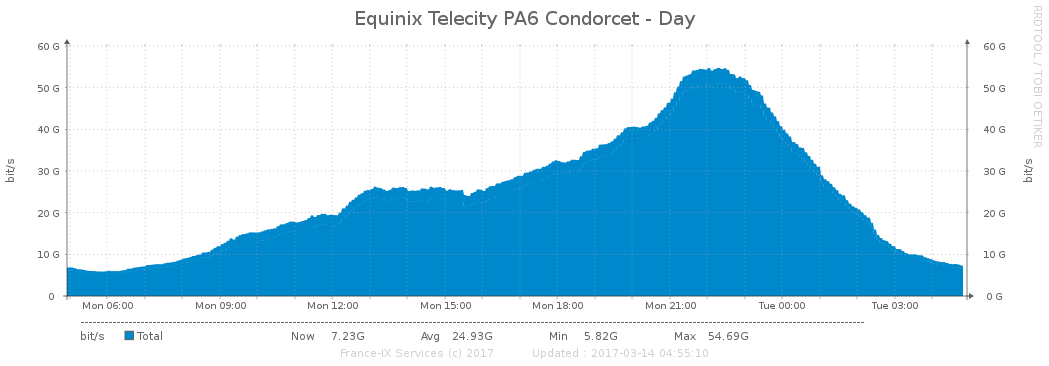 Equinix Telecity PA6 Condorcet - Day
RRDTOOL / TOBI OETIKER
60 G 60 G
50 G 50 G
40 G 40 G
30 G 30 G
20 G 20 G
10 G 10 G
0 0 G
bit/s bit/s
Mon 06:00 Mon 09:00 Mon 12:00 Mon 15:00 Mon 18:00 Mon 21:00 Tue 00:00 Tue 03:00
bit/s Total Now 7.23G Avg 24.93G Min 5.82G Max 54.69G
France-IX Services (c) 2017 Updated : 2017-03-14 04:55:10